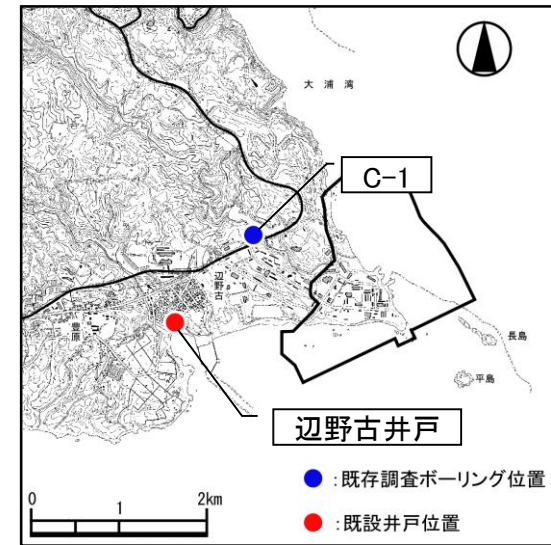 大浦湾
C-1
辺野古
豊原
長島
平島
辺野古井戸
0 1 2km
:既存調査ボーリング位置
:既設井戸位置